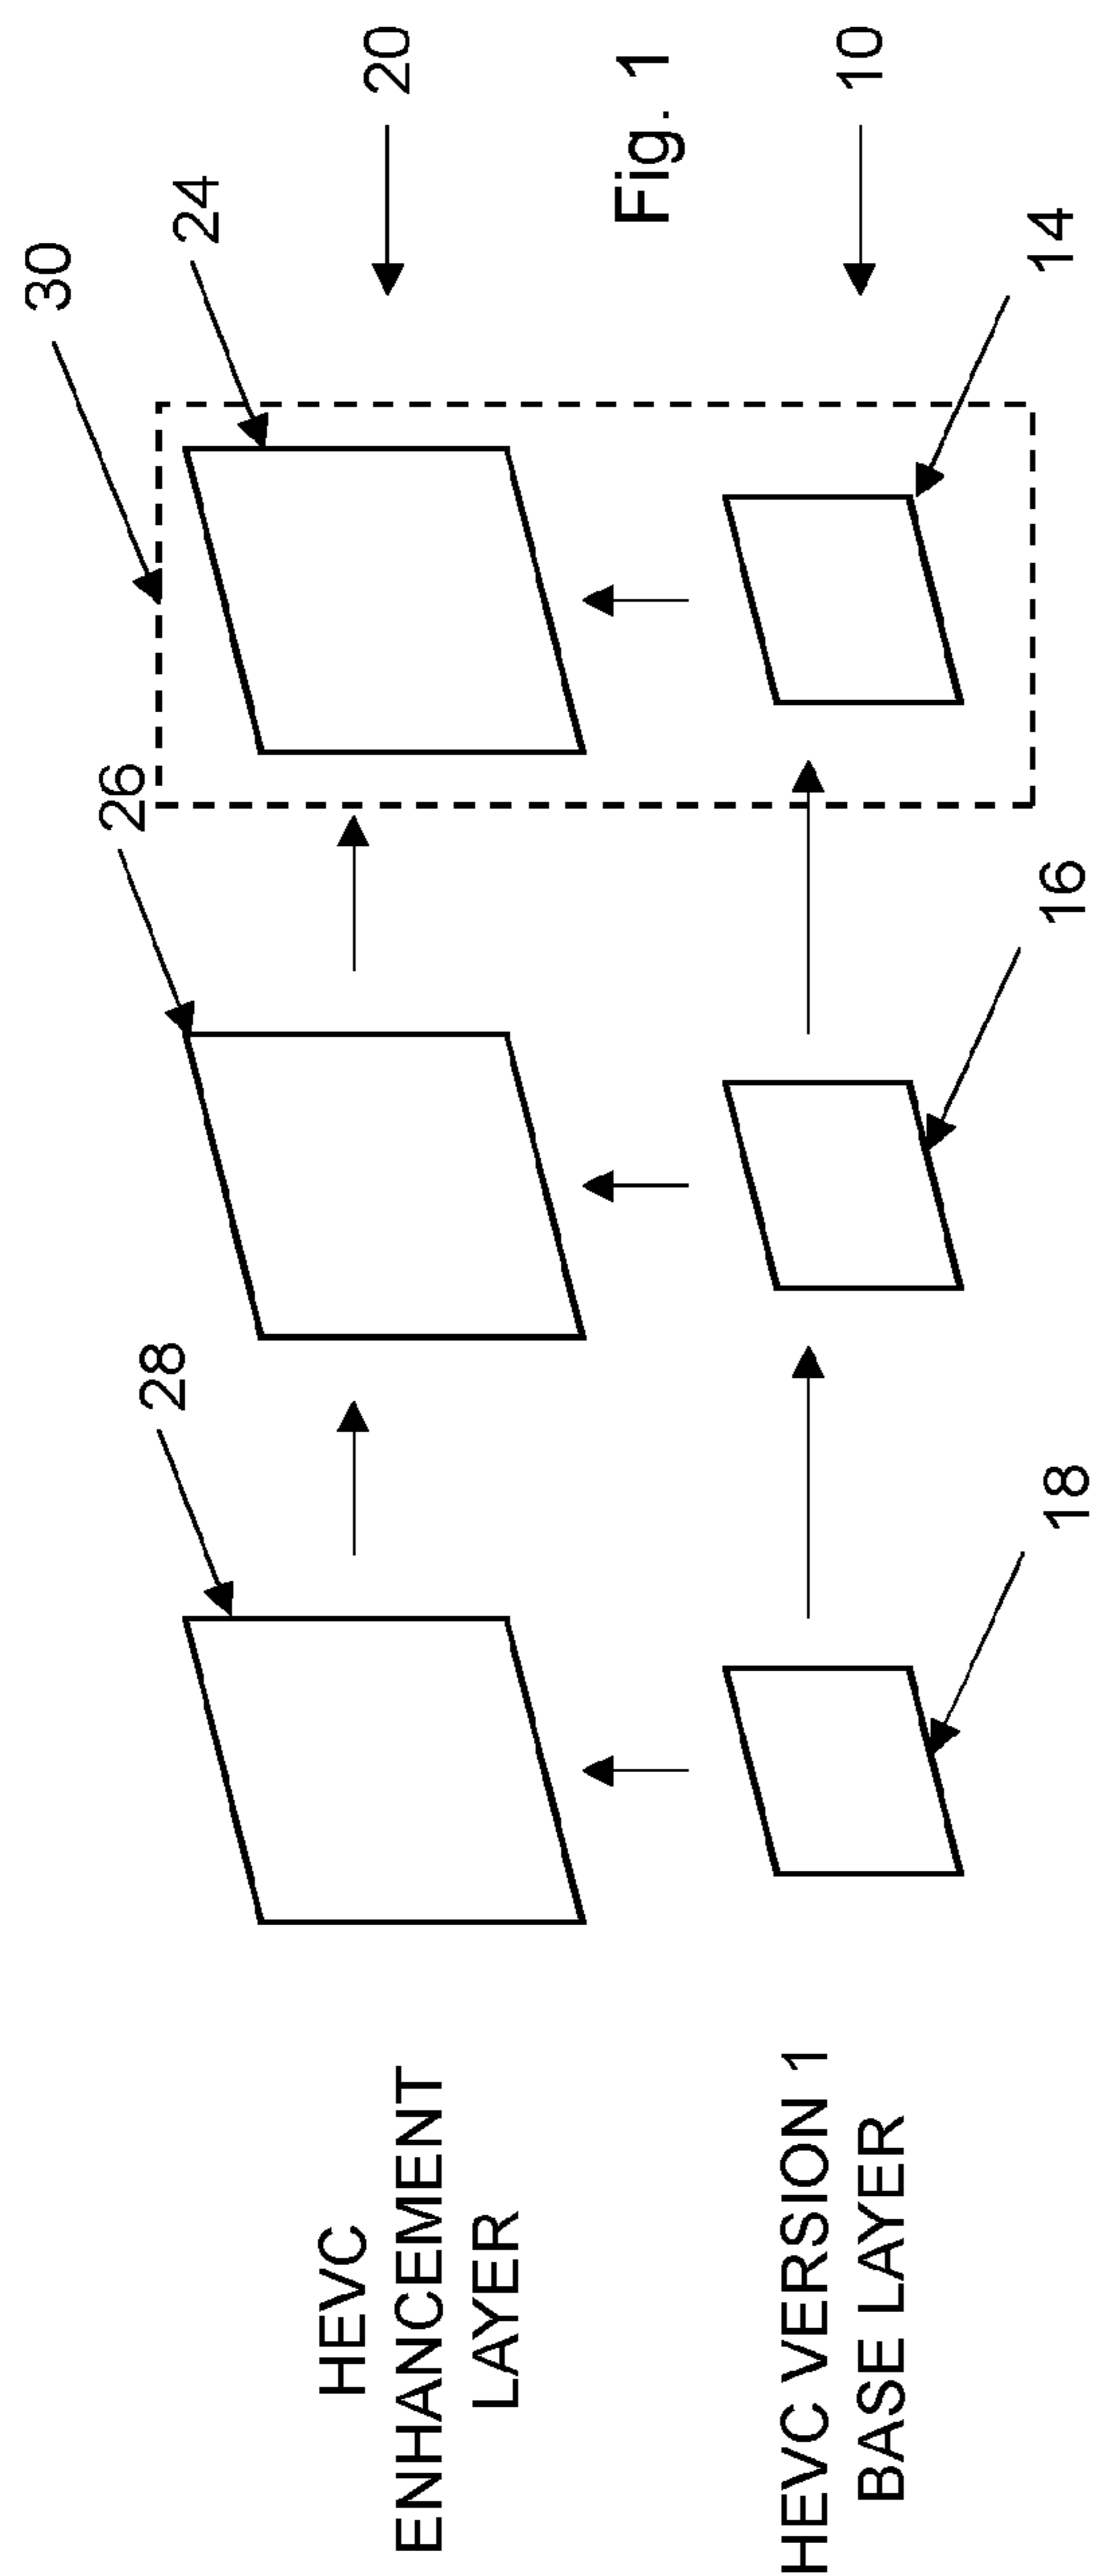 30
24
26
28
20
HEVC
ENHANCEMENT
LAYER
Fig. 1
10
HEVC VERSION 1
BASE LAYER
14
16
18